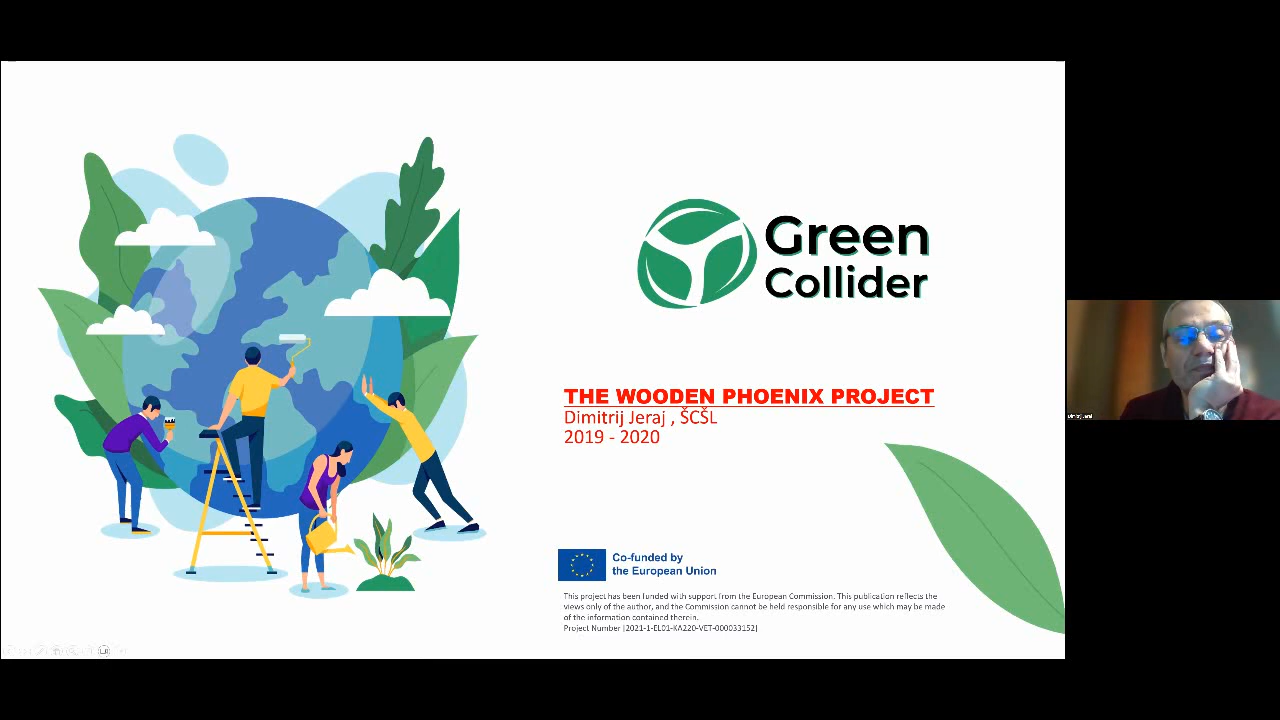 Green
Collider
THE WOODEN PHOENIX PROJECT
Dimitrij Jeraj , ŠCŠL
2019 - 2020
Co-funded by
the European Union
This project has been funded with support from the European Commission. This publication reflects the
views only of the author, and the Commission cannot be held responsible for any use which may be made
of the information contained therein.
Project Number [2021-1-EL01-KA220-VET-000033152]
Dimitrij Jeraj